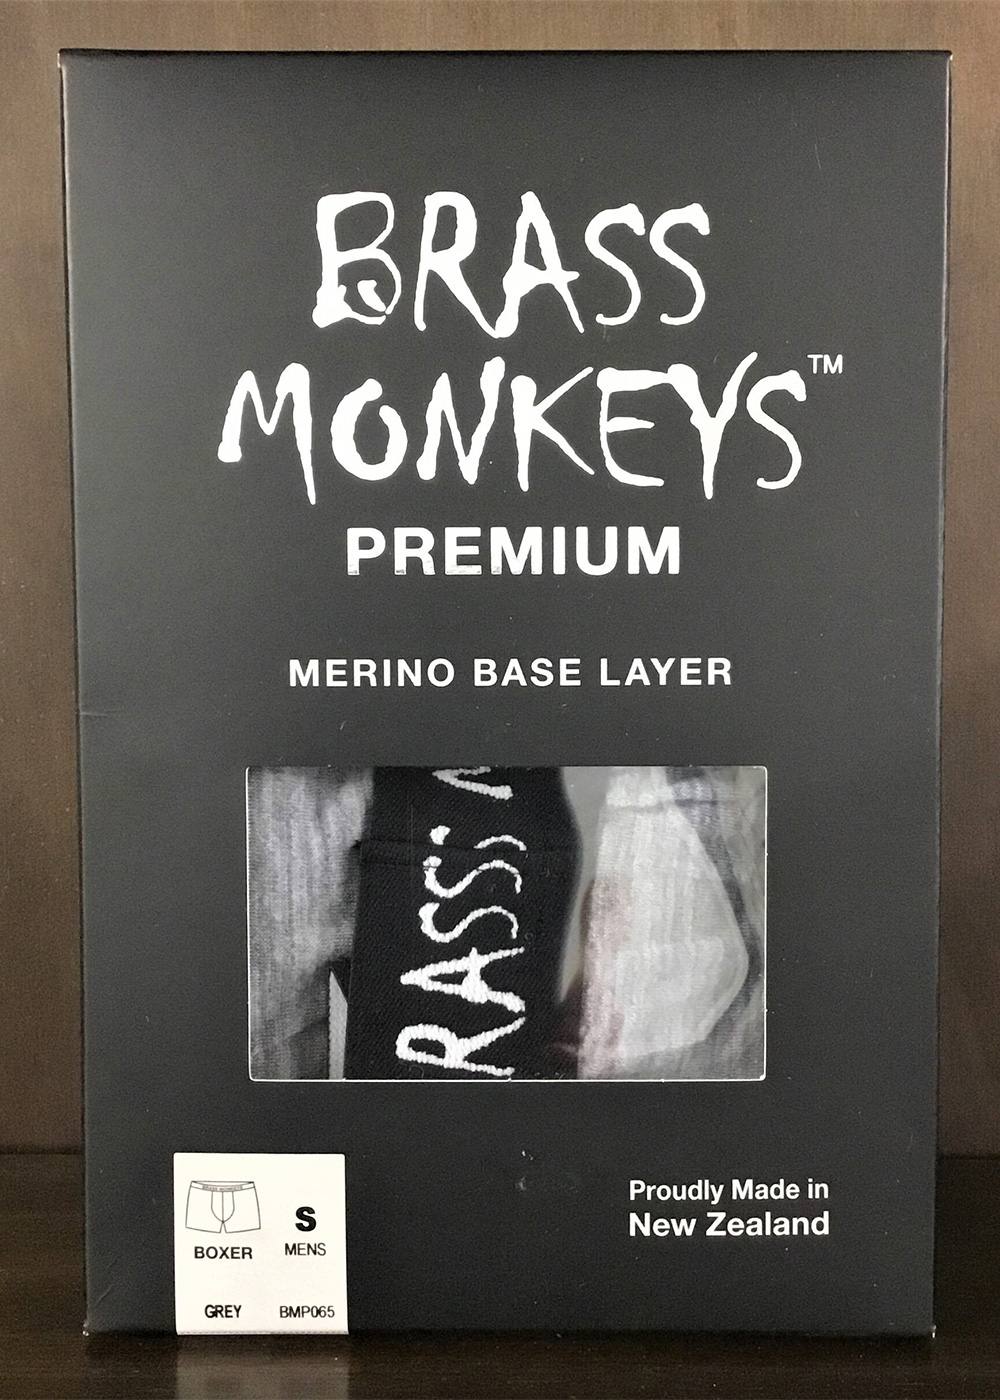 BRASS
MONKEYS™
PREMIUM
MERINO BASE LAYER
RASS
BOXER
S
MENS
GREY
BMP065
Proudly Made in
New Zealand